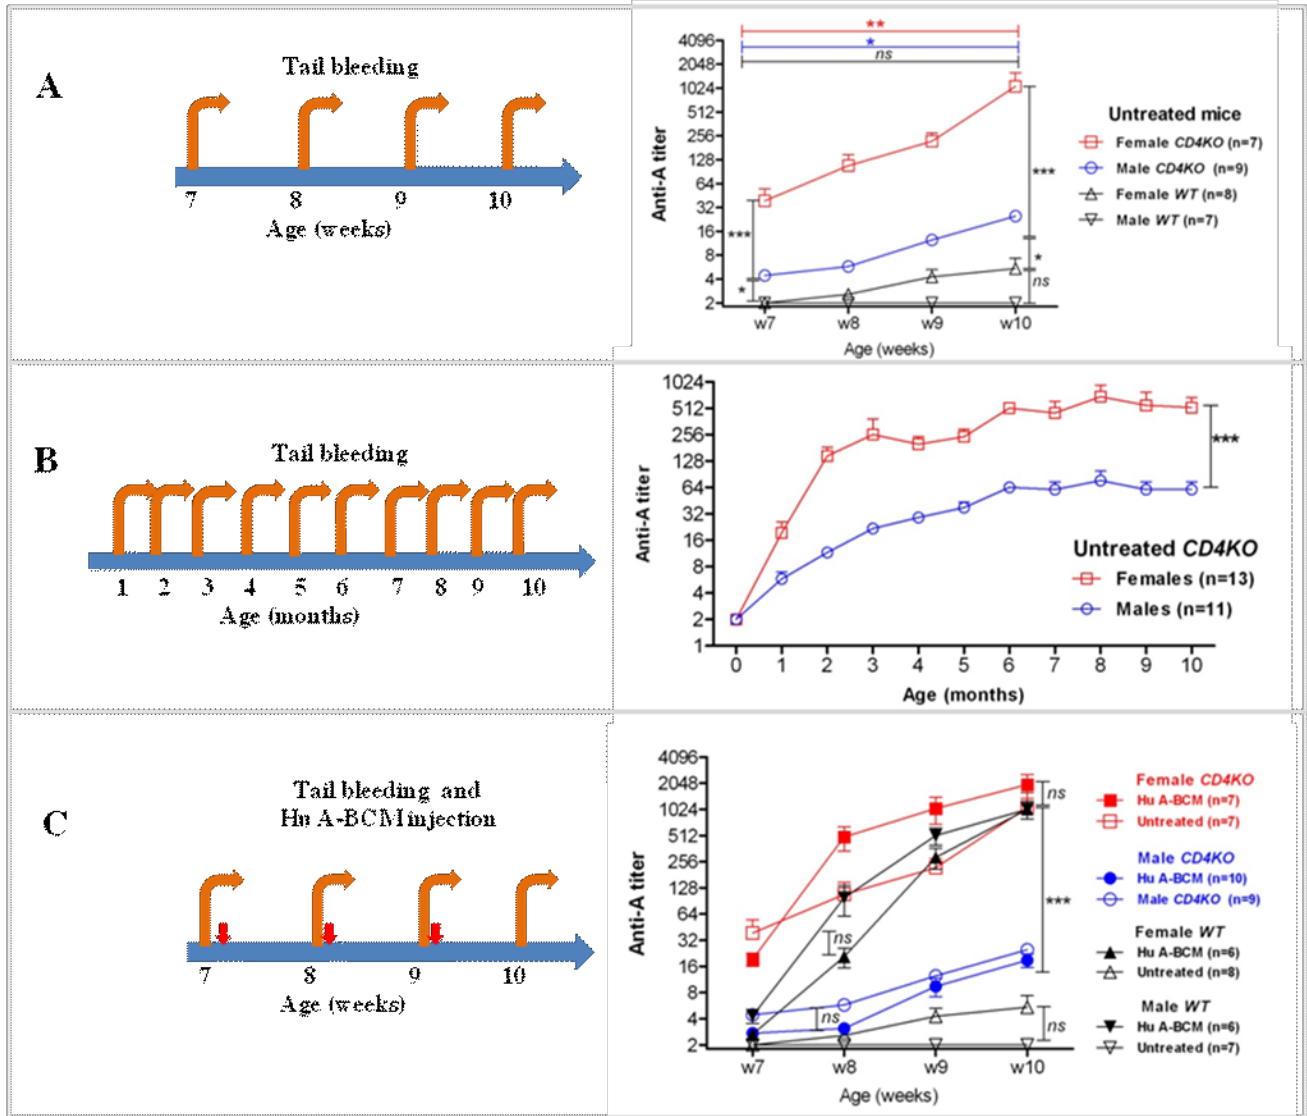 A
Tail bleeding
7 8 9 10
Age (weeks)
**
*
ns
4096
2048
1024
512
256
128
64
32
16
8
4
2
Anti-A titer
***
*
***
*
ns
w7 w8 w9 w10
Age (weeks)
Untreated mice
Female CD4KO (n=7)
Male CD4KO (n=9)
Female WT (n=8)
Male WT (n=7)
B
Tail bleeding
1 2 3 4 5 6 7 8 9 10
Age (months)
1024
512
256
128
64
32
16
8
4
2
1
Anti-A titer
***
0 1 2 3 4 5 6 7 8 9 10
Age (months)
Untreated CD4KO
Females (n=13)
Males (n=11)
C
Tail bleeding and
Hu A-BCM injection
7 8 9 10
Age (weeks)
4096
2048
1024
512
256
128
64
32
16
8
4
2
Anti-A titer
ns
***
ns
ns
ns
w7 w8 w9 w10
Age (weeks)
Female CD4KO
Hu A-BCM (n=7)
Untreated (n=7)
Male CD4KO
Hu A-BCM (n=10)
Male CD4KO (n=9)
Female WT
Hu A-BCM (n=6)
Untreated (n=8)
Male WT
Hu A-BCM (n=6)
Untreated (n=7)